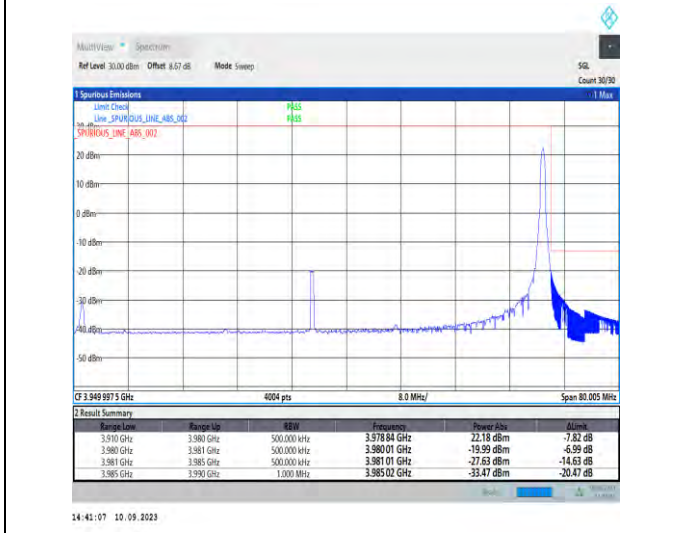 MultiView Spectrum
Ref Level 30.00 dBm Offset 8.67 dB Mode Sweep SGL
Count 30/30
1 Spurious Emissions 1 Max
Limit Check PASS
Line _SPURIOUS_LINE_ABS_002 PASS
_SPURIOUS_LINE_ABS_002
20 dBm
10 dBm
0 dBm
-10 dBm
-20 dBm
-30 dBm
-40 dBm
-50 dBm
CF 3.949 997 5 GHz 4004 pts 8.0 MHz/ Span 80.005 MHz
2 Result Summary
Range Low Range Up RBW Frequency Power Abs ΔLimit
3.910 GHz 3.980 GHz 500.000 kHz 3.978 84 GHz 22.18 dBm -7.82 dB
3.980 GHz 3.981 GHz 500.000 kHz 3.980 01 GHz -19.99 dBm -6.99 dB
3.981 GHz 3.985 GHz 500.000 kHz 3.981 01 GHz -27.63 dBm -14.63 dB
3.985 GHz 3.990 GHz 1.000 MHz 3.985 02 GHz -33.47 dBm -20.47 dB
14:41:07 10.09.2023